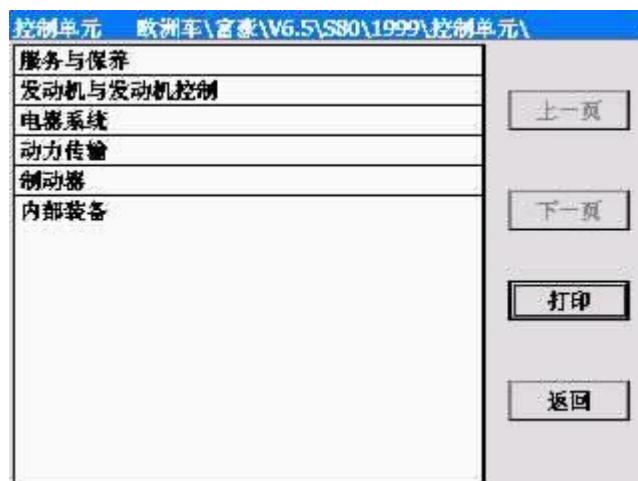 控制单元 欧洲车\富豪\V6.5\S80\1999\控制单元\
服务与保养
发动机与发动机控制
电器系统
动力传输
制动器
内部装备
上一页
下一页
打印
返回